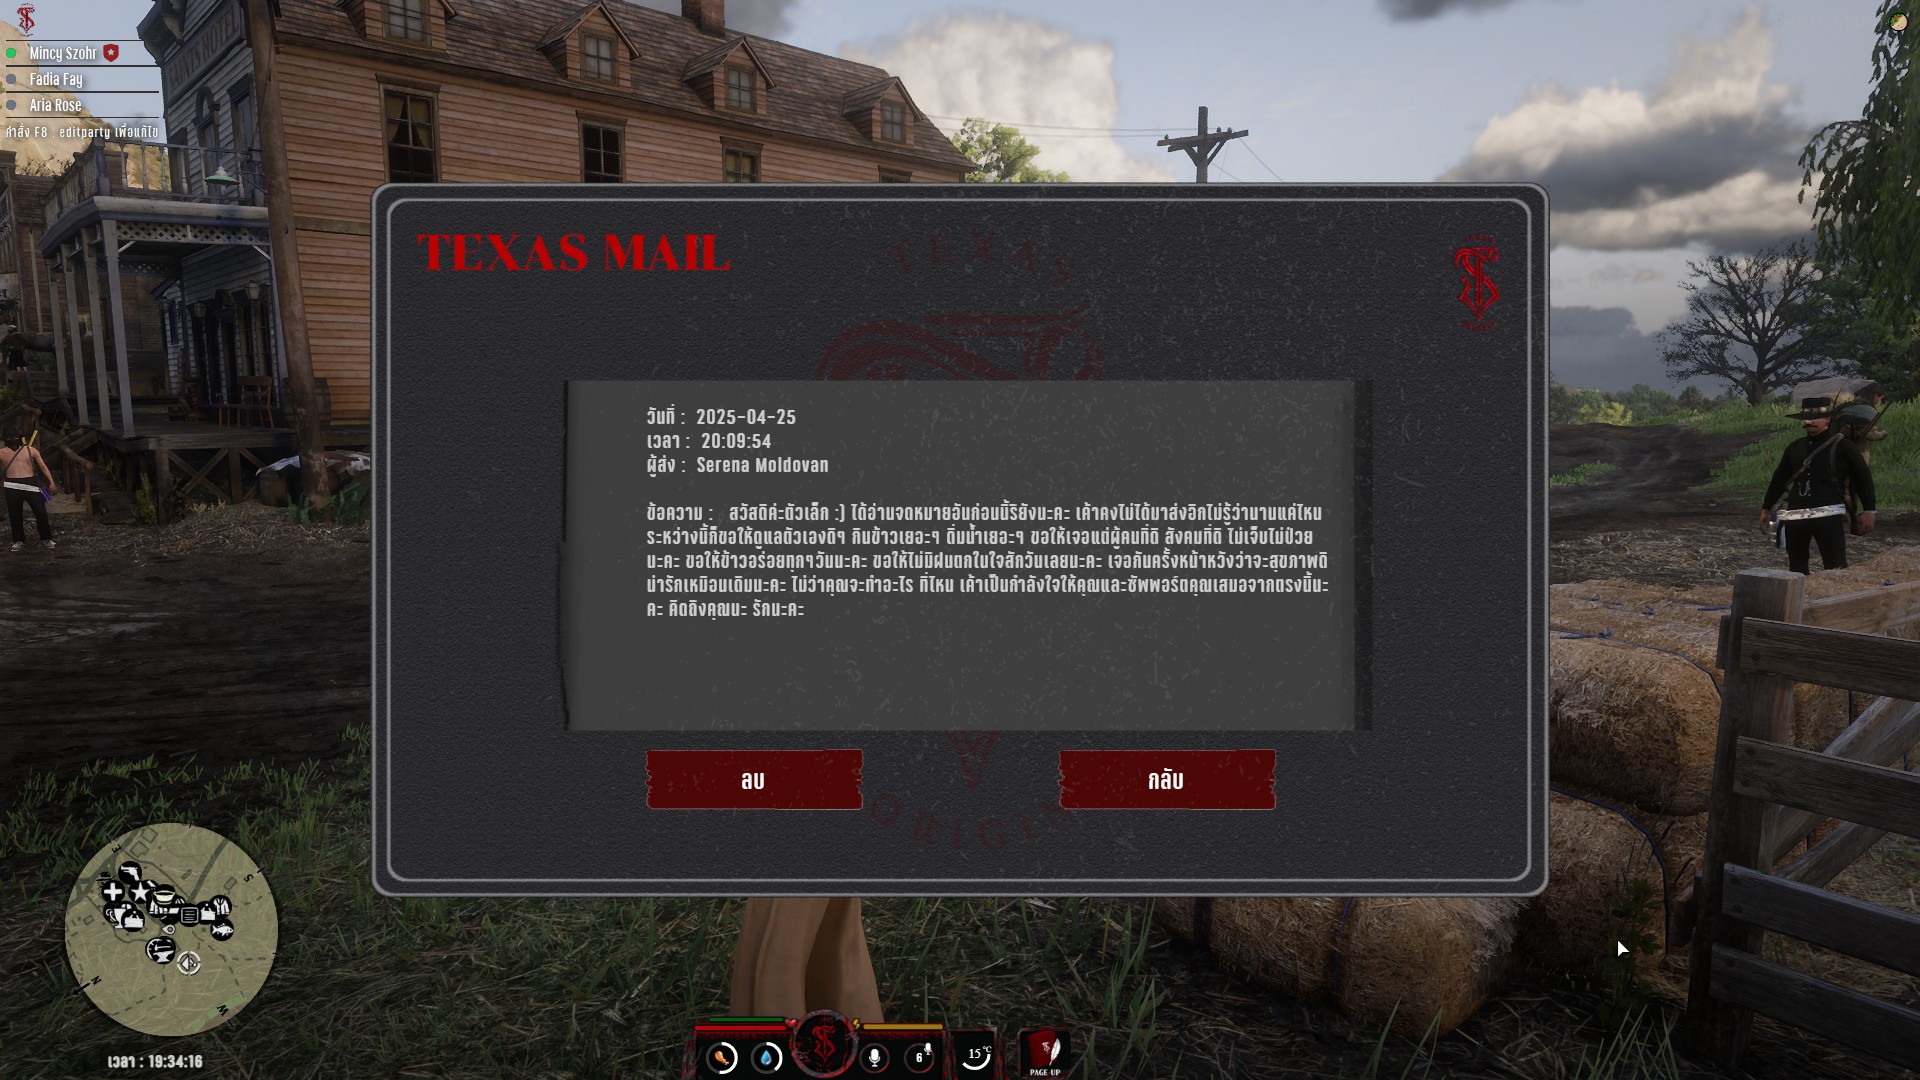 Mincy Szohr
Fadia Fay
Aria Rose
คำสั่ง F8 : editparty เพื่อแก้ไข
TEXAS MAIL
TEXAS
วันที่ : 2025-04-25
เวลา : 20:09:54
ผู้ส่ง : Serena Moldovan
ข้อความ : สวัสดีค่ะตัวเล็ก :) ได้อ่านจดหมายอันก่อนนี้รึยังนะคะ เค้าคงไม่ได้มาส่งอีกไม่รู้ว่านานแค่ไหน
ระหว่างนี้ก็ขอให้ดูแลตัวเองดีๆ กินข้าวเยอะๆ ดื่มน้ำเยอะๆ ขอให้เจอแต่ผู้คนที่ดี สังคมที่ดี ไม่เจ็บไม่ป่วย
นะคะ ขอให้ข้าวอร่อยทุกๆวันนะคะ ขอให้ไม่มีฝนตกในใจสักวันเลยนะคะ เจอกันครั้งหน้าหวังว่าจะสุขภาพดี
น่ารักเหมือนเดิมนะคะ ไม่ว่าคุณจะทำอะไร ที่ไหน เค้าเป็นกำลังใจให้คุณและซัพพอร์ตคุณเสมอจากตรงนี้นะ
คะ คิดถึงคุณนะ รักนะคะ
ลบ
กลับ
ORIGIN
เวลา : 19:34:16
6
15°C
PAGE UP